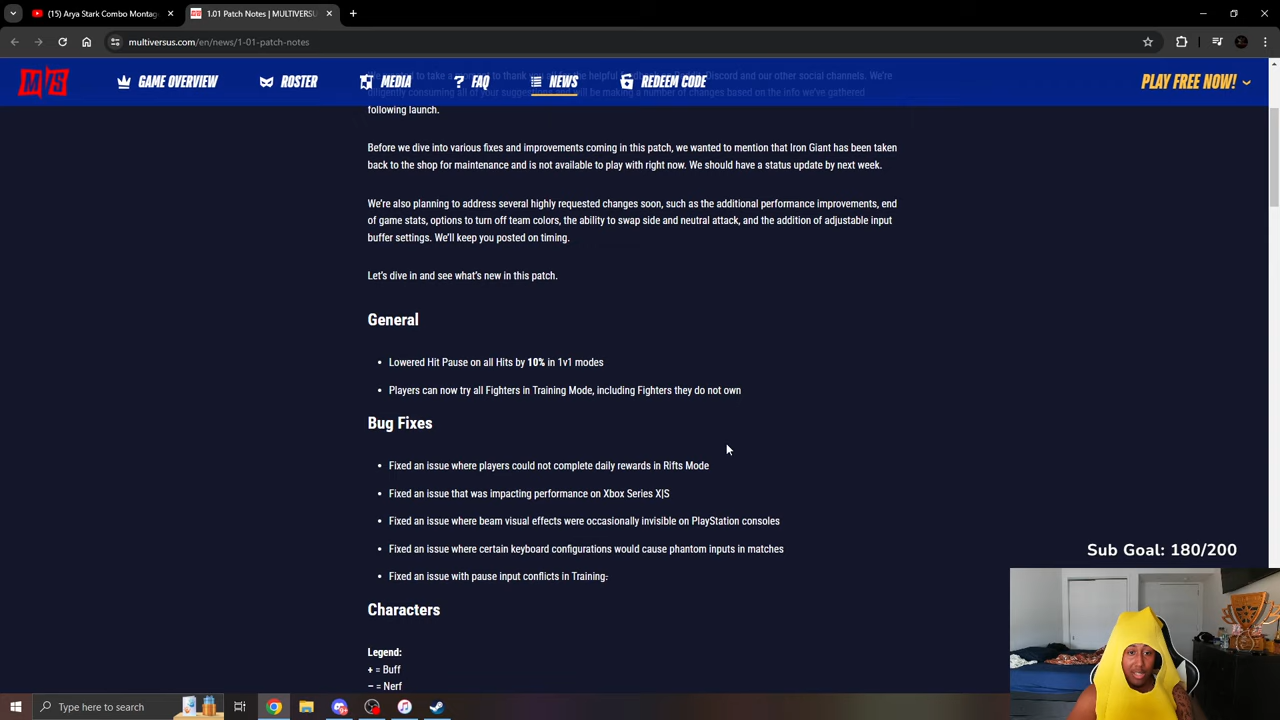 (15) Arya Stark Combo Montag
1.01 Patch Notes | MULTIVERSU
multiversus.com/en/news/1-01-patch-notes
MVS
GAME OVERVIEW
ROSTER
MEDIA
FAQ
NEWS
REDEEM CODE
PLAY FREE NOW!
following launch.
Before we dive into various fixes and improvements coming in this patch, we wanted to mention that Iron Giant has been taken
back to the shop for maintenance and is not available to play with right now. We should have a status update by next week.
We're also planning to address several highly requested changes soon, such as the additional performance improvements, end
of game stats, options to turn off team colors, the ability to swap side and neutral attack, and the addition of adjustable input
buffer settings. We'll keep you posted on timing.
Let's dive in and see what's new in this patch.
General
• Lowered Hit Pause on all Hits by 10% in 1v1 modes
• Players can now try all Fighters in Training Mode, including Fighters they do not own
Bug Fixes
• Fixed an issue where players could not complete daily rewards in Rifts Mode
• Fixed an issue that was impacting performance on Xbox Series X|S
• Fixed an issue where beam visual effects were occasionally invisible on PlayStation consoles
• Fixed an issue where certain keyboard configurations would cause phantom inputs in matches
• Fixed an issue with pause input conflicts in Training.
Characters
Legend:
+ = Buff
– = Nerf
Sub Goal: 180/200
Type here to search